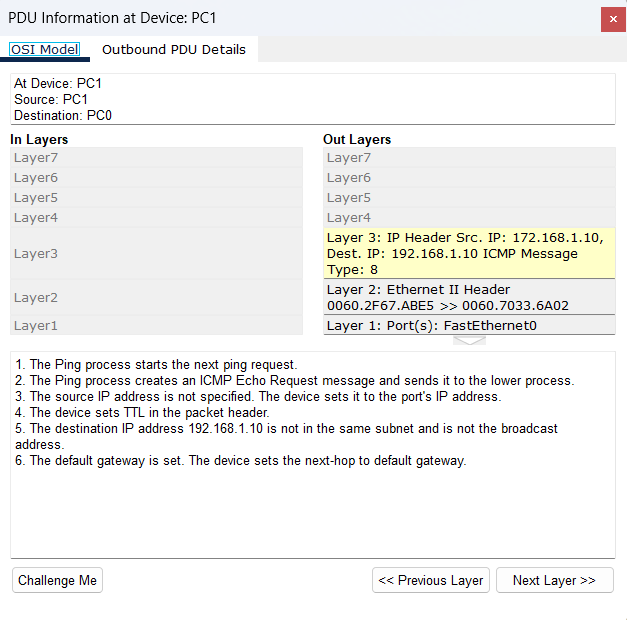 PDU Information at Device: PC1
×
OSI Model
Outbound PDU Details
At Device: PC1
Source: PC1
Destination: PC0
In Layers
Out Layers
Layer7
Layer7
Layer6
Layer6
Layer5
Layer5
Layer4
Layer4
Layer3
Layer 3: IP Header Src. IP: 172.168.1.10,
Dest. IP: 192.168.1.10 ICMP Message
Type: 8
Layer2
Layer 2: Ethernet II Header
0060.2F67.ABE5 >> 0060.7033.6A02
Layer1
Layer 1: Port(s): FastEthernet0
1. The Ping process starts the next ping request.
2. The Ping process creates an ICMP Echo Request message and sends it to the lower process.
3. The source IP address is not specified. The device sets it to the port's IP address.
4. The device sets TTL in the packet header.
5. The destination IP address 192.168.1.10 is not in the same subnet and is not the broadcast
address.
6. The default gateway is set. The device sets the next-hop to default gateway.
Challenge Me
<< Previous Layer
Next Layer >>